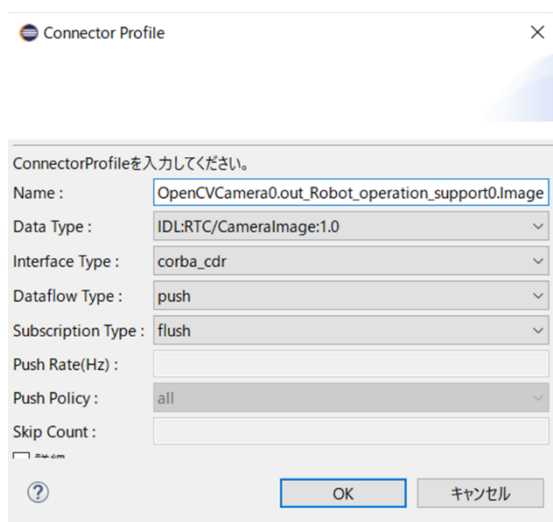 Connector Profile
ConnectorProfileを入力してください。
Name : OpenCVCamera0.out_Robot_operation_support0.Image
Data Type : IDL:RTC/CameraImage:1.0
Interface Type : corba_cdr
Dataflow Type : push
Subscription Type : flush
Push Rate(Hz) :
Push Policy : all
Skip Count :
OK キャンセル